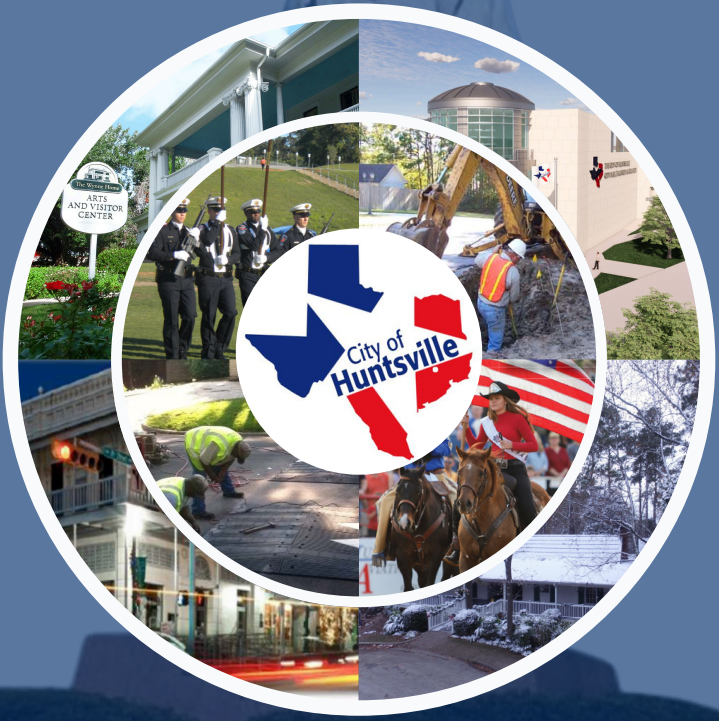 The Wynne Home
ARTS
AND VISITOR
CENTER
City of
Huntsville